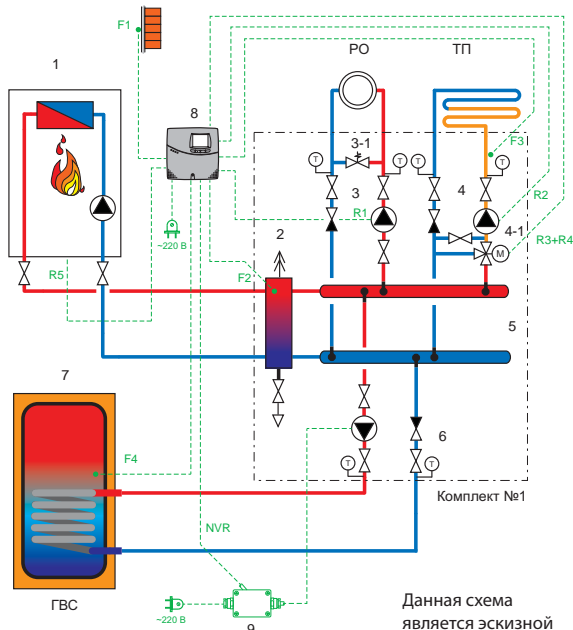 F1
РО
ТП
1
8
3-1
T
T
T
F3
T
3
4
R1
R2
4-1
~220 В
2
M
R3+R4
R5
F2
5
7
6
F4
T
T
Комплект №1
NVR
ГВС
~220 В
9
Данная схема
является эскизной